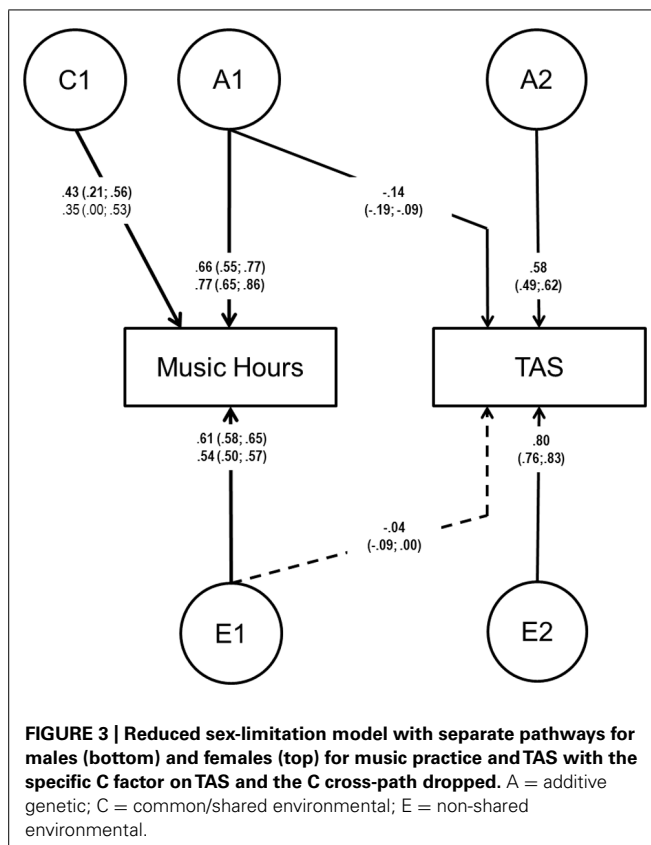 C1
A1
A2
.43 (.21; .56)
.35 (.00; .53)
-.14
(-.19; -.09)
.66 (.55; .77)
.77 (.65; .86)
.58
(.49;.62)
Music Hours
TAS
.61 (.58; .65)
.54 (.50; .57)
.80
(.76;.83)
-.04
(-.09; .00)
E1
E2
FIGURE 3 | Reduced sex-limitation model with separate pathways for
males (bottom) and females (top) for music practice and TAS with the
specific C factor on TAS and the C cross-path dropped. A = additive
genetic; C = common/shared environmental; E = non-shared
environmental.